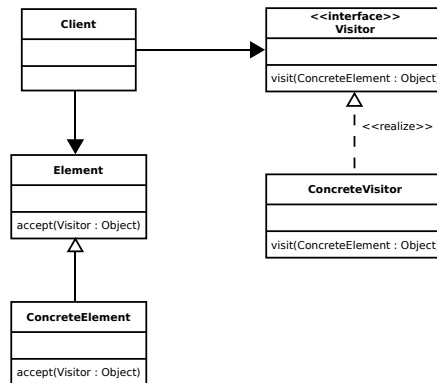 Client
<<interface>>
Visitor
visit(ConcreteElement : Object)
<<realize>>
Element
accept(Visitor : Object)
ConcreteVisitor
visit(ConcreteElement : Object)
ConcreteElement
accept(Visitor : Object)